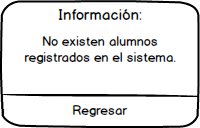 Información:
No existen alumnos
registrados en el sistema.
Regresar